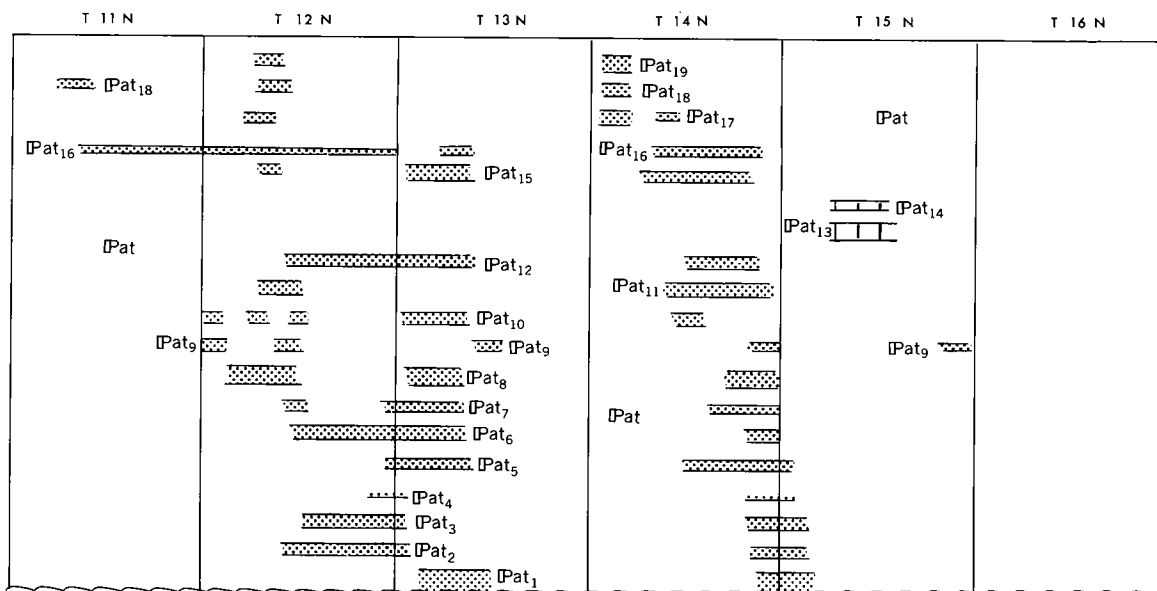 T 11 N T 12 N T 13 N T 14 N T 15 N T 16 N
ℙat₁₉
ℙat₁₈ ℙat₁₈
ℙat₁₇ ℙat
ℙat₁₆ ℙat₁₆
ℙat₁₅
ℙat₁₄
ℙat₁₃
ℙat
ℙat₁₂
ℙat₁₁
ℙat₁₀
ℙat₉ ℙat₉ ℙat₉
ℙat₈
ℙat₇ ℙat
ℙat₆
ℙat₅
ℙat₄
ℙat₃
ℙat₂
ℙat₁